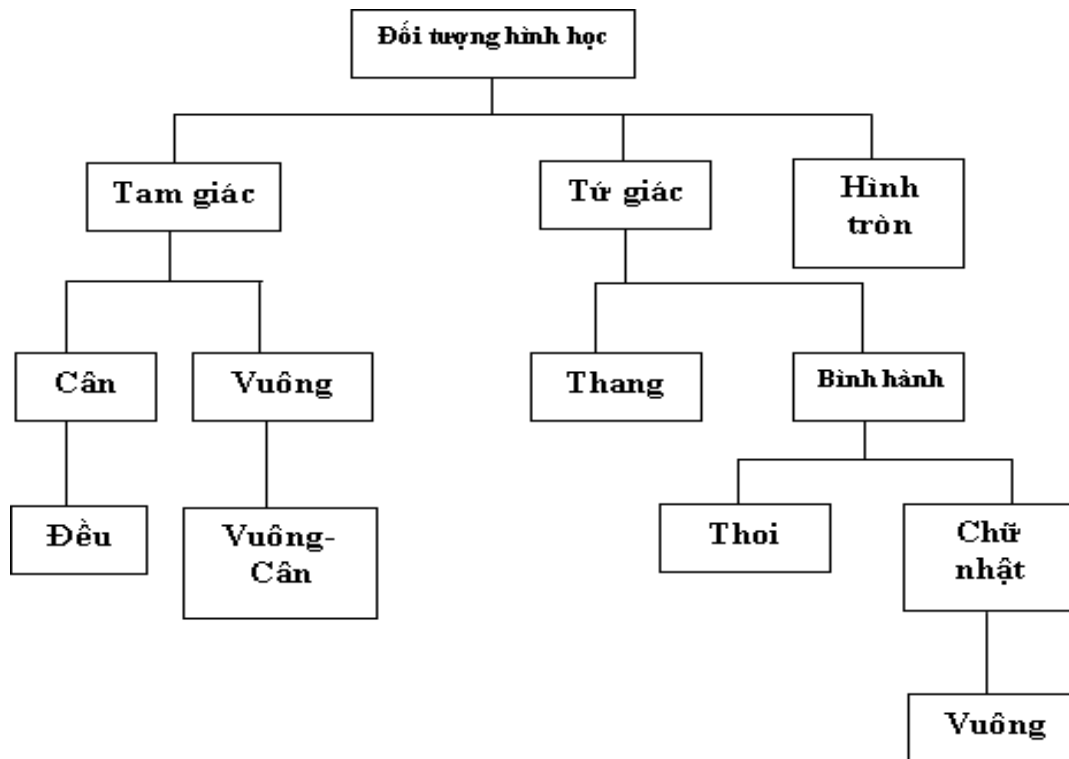 Đối tượng hình học
Tam giác
Tứ giác
Hình
tròn
Cân
Vuông
Thang
Bình hành
Đều
Vuông-
Cân
Thoi
Chữ
nhật
Vuông